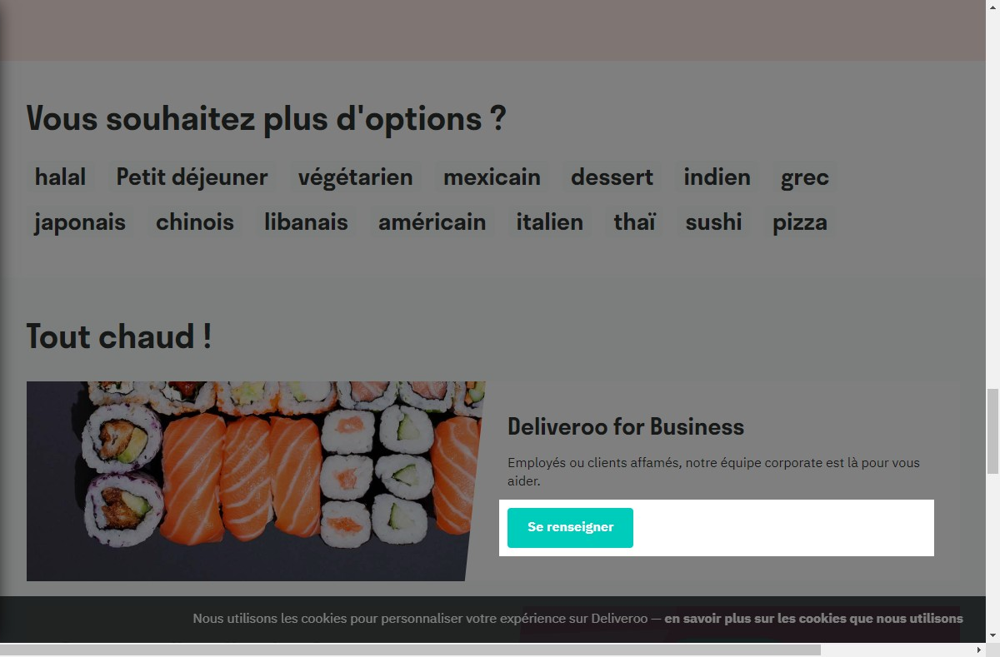 Vous souhaitez plus d'options ?
halal Petit déjeuner végétarien mexicain dessert indien grec
japonais chinois libanais américain italien thaï sushi pizza
Tout chaud !
Deliveroo for Business
Employés ou clients affamés, notre équipe corporate est là pour vous
aider.
Se renseigner
Nous utilisons les cookies pour personnaliser votre expérience sur Deliveroo — en savoir plus sur les cookies que nous utilisons